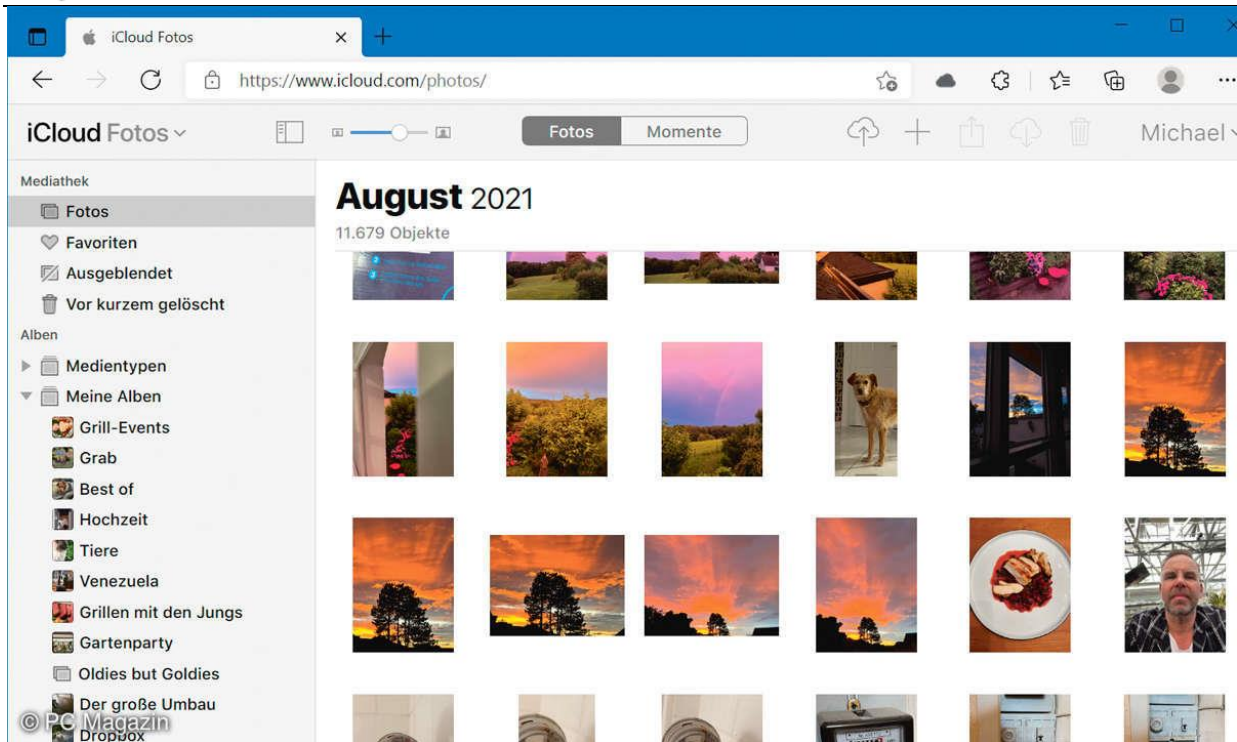 iCloud Fotos
https://www.icloud.com/photos/
iCloud Fotos
Fotos
Momente
Michael
Mediathek
Fotos
Favoriten
Ausgeblendet
Vor kurzem gelöscht
Alben
Medientypen
Meine Alben
Grill-Events
Grab
Best of
Hochzeit
Tiere
Venezuela
Grillen mit den Jungs
Gartenparty
Oldies but Goldies
Der große Umbau
Dropbox
August 2021
11.679 Objekte
© PC Magazin